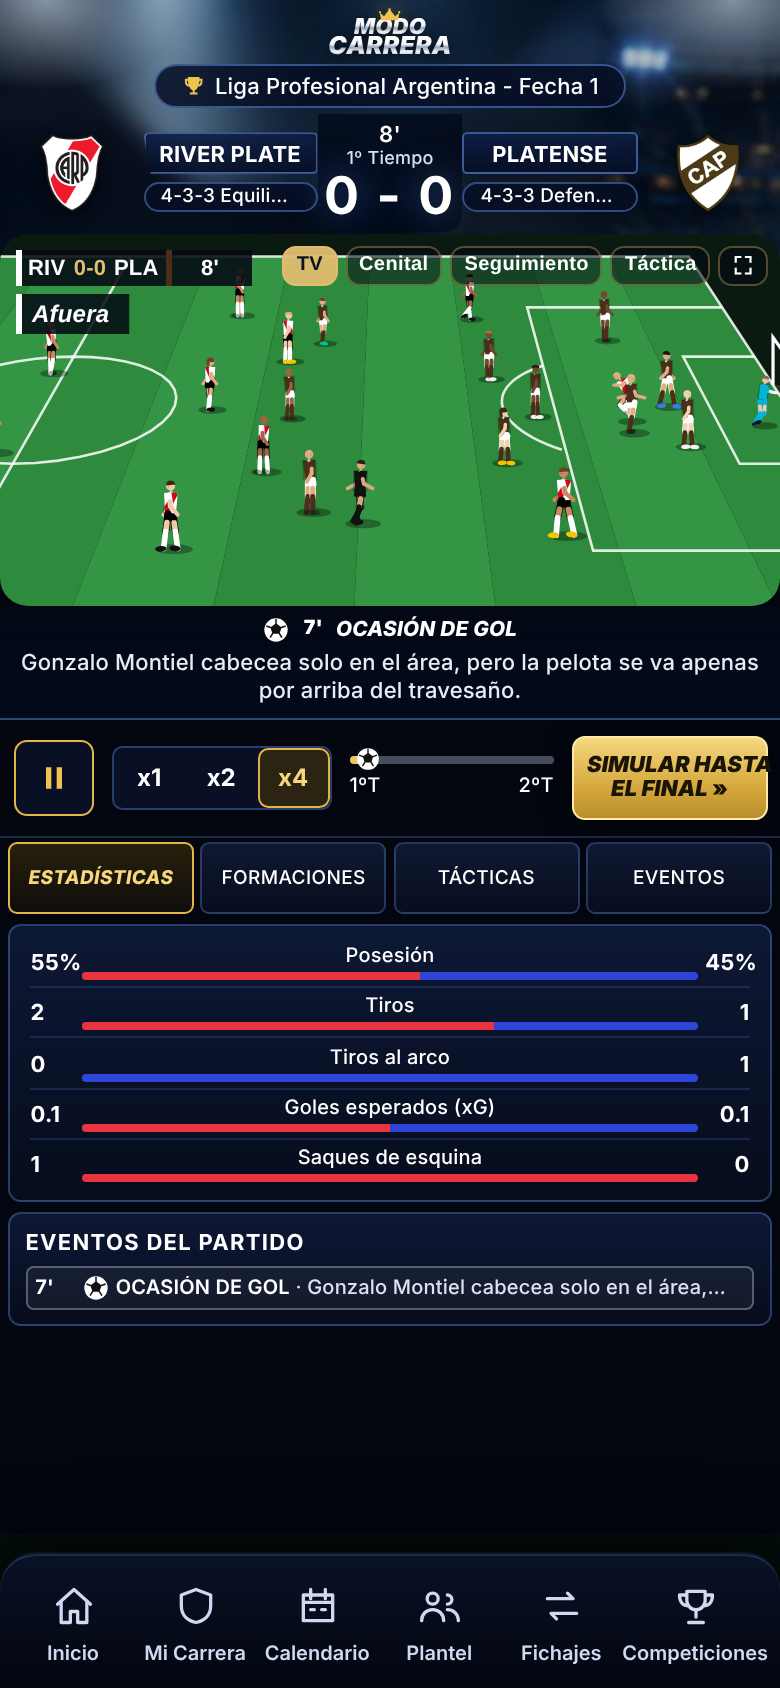 MODO
CARRERA
Liga Profesional Argentina - Fecha 1
CARP
RIVER PLATE
4-3-3 Equili...
8'
1º Tiempo
0 - 0
PLATENSE
4-3-3 Defen...
CAP
RIV 0-0 PLA 8'
TV
Cenital
Seguimiento
Táctica
Afuera
7' OCASIÓN DE GOL
Gonzalo Montiel cabecea solo en el área, pero la pelota se va apenas
por arriba del travesaño.
x1
x2
x4
1ºT
2ºT
SIMULAR HASTA
EL FINAL »
ESTADÍSTICAS
FORMACIONES
TÁCTICAS
EVENTOS
55% Posesión 45%
2 Tiros 1
0 Tiros al arco 1
0.1 Goles esperados (xG) 0.1
1 Saques de esquina 0
EVENTOS DEL PARTIDO
7' OCASIÓN DE GOL · Gonzalo Montiel cabecea solo en el área,...
Inicio
Mi Carrera
Calendario
Plantel
Fichajes
Competiciones